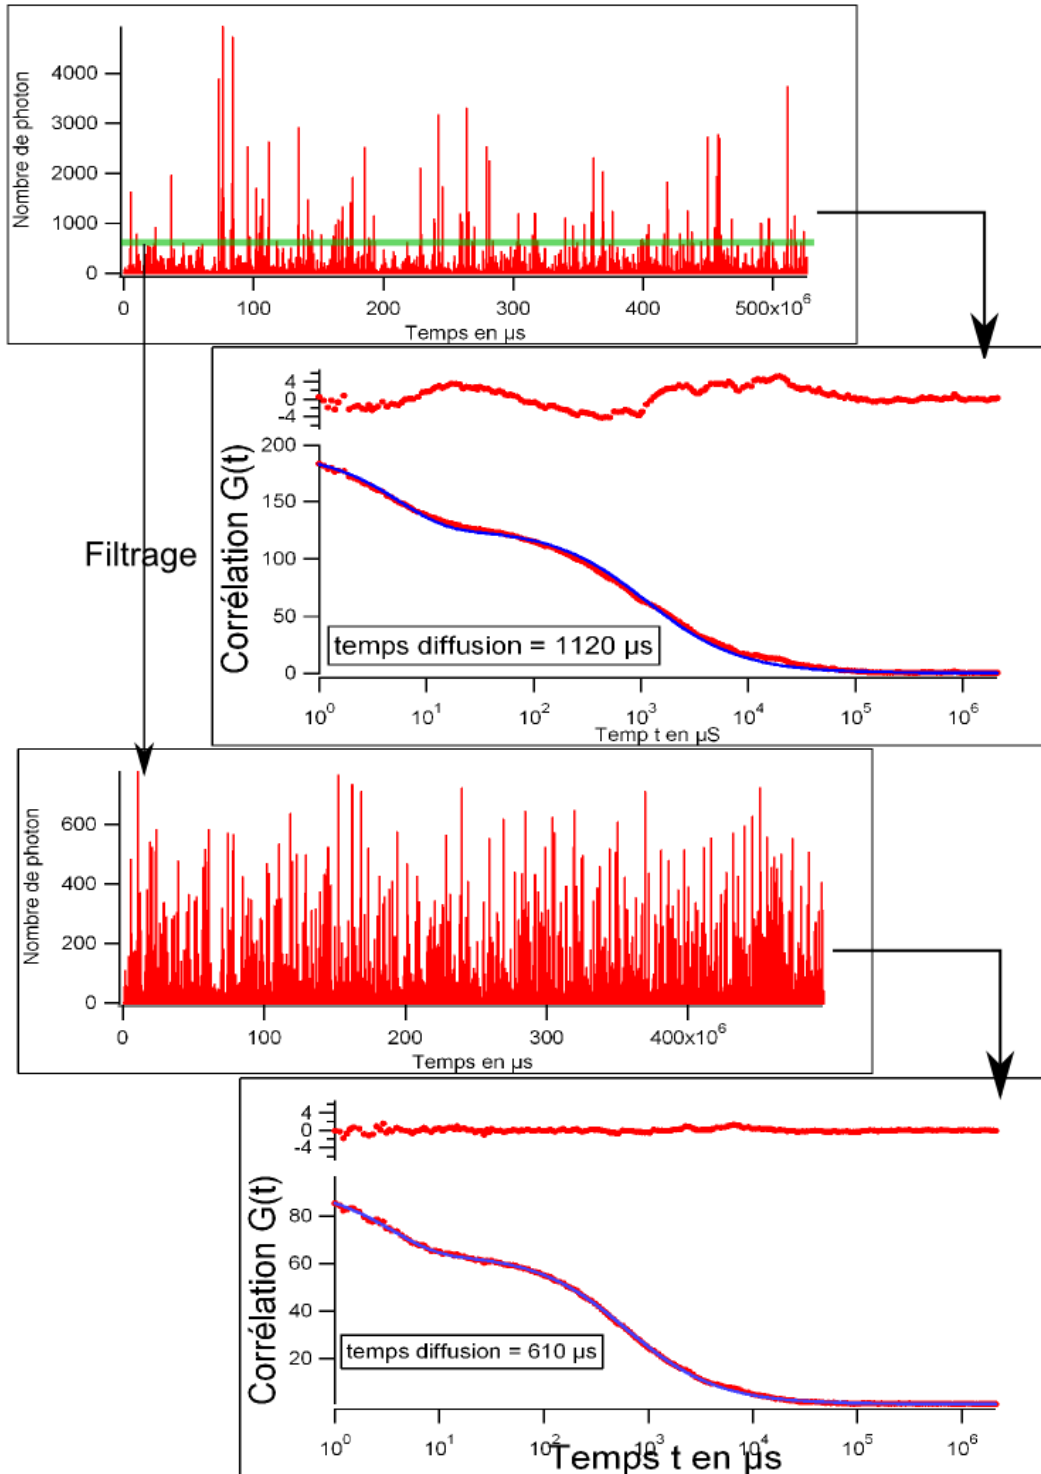 Nombre de photon
4000
3000
2000
1000
0
0 100 200 300 400 500x10⁶
Temps en µs
4
0
-4
Corrélation G(t)
200
150
100
50
0
temps diffusion = 1120 µs
10⁰ 10¹ 10² 10³ 10⁴ 10⁵ 10⁶
Temp t en µS
Filtrage
Nombre de photon
600
400
200
0
0 100 200 300 400x10⁶
Temps en µs
4
0
-4
Corrélation G(t)
80
60
40
20
temps diffusion = 610 µs
10⁰ 10¹ 10² 10³ 10⁴ 10⁵ 10⁶
Temps t en µs